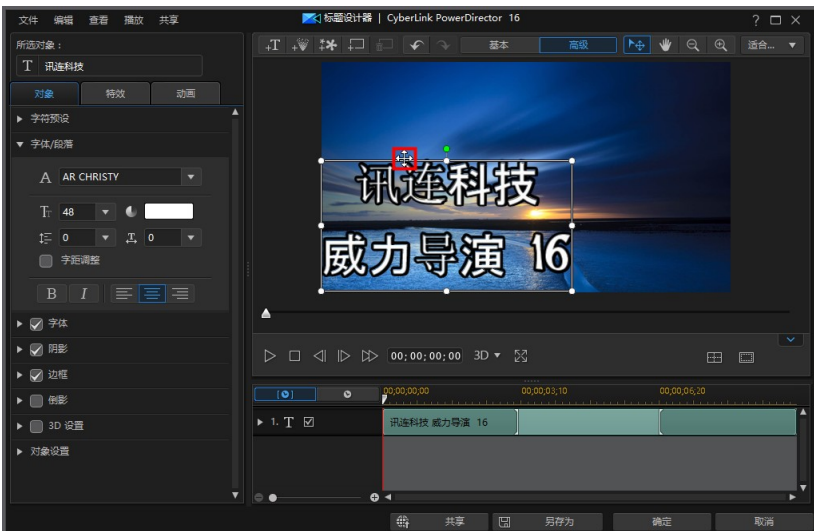 文件 编辑 查看 播放 共享
标题设计器 | CyberLink PowerDirector 16
所选对象：
T 讯连科技
对象 特效 动画
字符预设
字体/段落
A AR CHRISTY
48
0 0
字距调整
B I
字体
阴影
边框
倒影
3D 设置
对象设置
+T 基本 高级 适合...
讯连科技
威力导演 16
00;00;00;00 3D
00;00;00;00 00;00;03;10 00;00;06;20
1. T 讯连科技 威力导演 16
共享 另存为 确定 取消